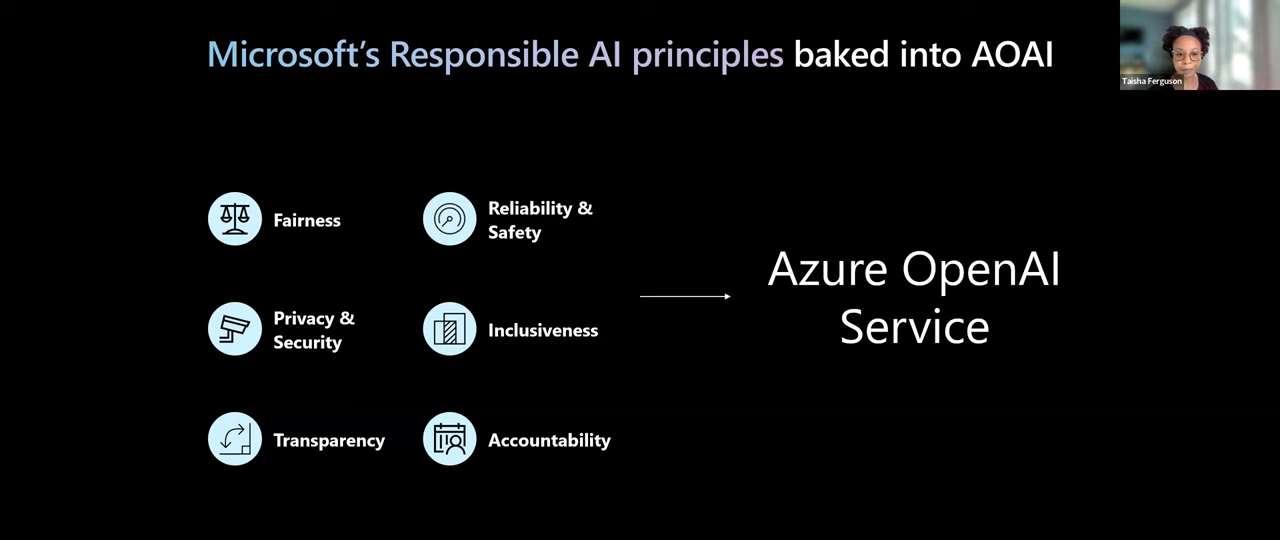 Microsoft's Responsible AI principles baked into AOAI
Taisha Ferguson
Fairness
Reliability &
Safety
Privacy &
Security
Inclusiveness
Transparency
Accountability
Azure OpenAI
Service